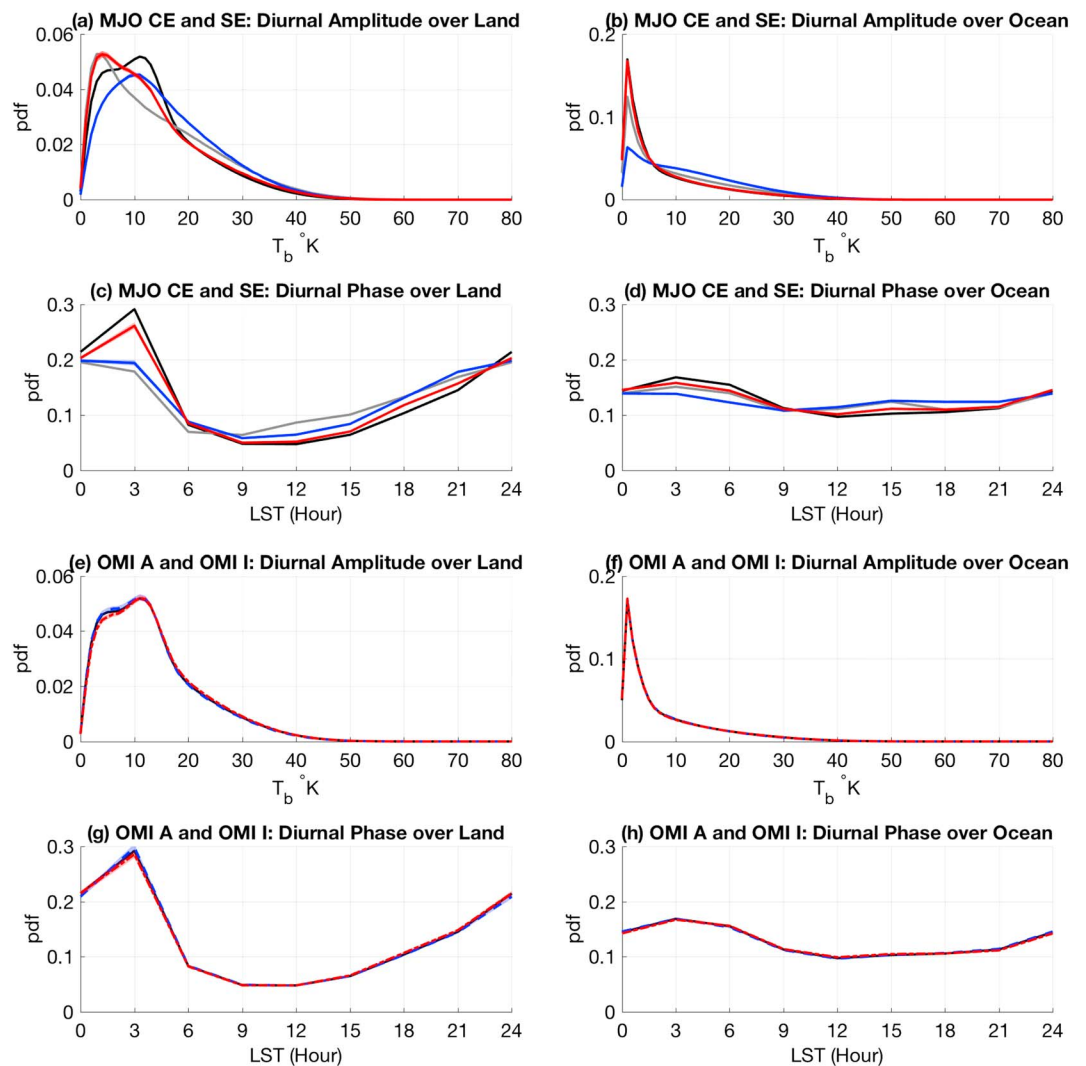 (a) MJO CE and SE: Diurnal Amplitude over Land
0.06
0.04
0.02
0
pdf
0 10 20 30 40 50 60 70 80
T_b °K
(b) MJO CE and SE: Diurnal Amplitude over Ocean
0.2
0.1
0
pdf
0 10 20 30 40 50 60 70 80
T_b °K
(c) MJO CE and SE: Diurnal Phase over Land
0.3
0.2
0.1
0
pdf
0 3 6 9 12 15 18 21 24
LST (Hour)
(d) MJO CE and SE: Diurnal Phase over Ocean
0.3
0.2
0.1
0
pdf
0 3 6 9 12 15 18 21 24
LST (Hour)
(e) OMI A and OMI I: Diurnal Amplitude over Land
0.06
0.04
0.02
0
pdf
0 10 20 30 40 50 60 70 80
T_b °K
(f) OMI A and OMI I: Diurnal Amplitude over Ocean
0.2
0.1
0
pdf
0 10 20 30 40 50 60 70 80
T_b °K
(g) OMI A and OMI I: Diurnal Phase over Land
0.3
0.2
0.1
0
pdf
0 3 6 9 12 15 18 21 24
LST (Hour)
(h) OMI A and OMI I: Diurnal Phase over Ocean
0.3
0.2
0.1
0
pdf
0 3 6 9 12 15 18 21 24
LST (Hour)